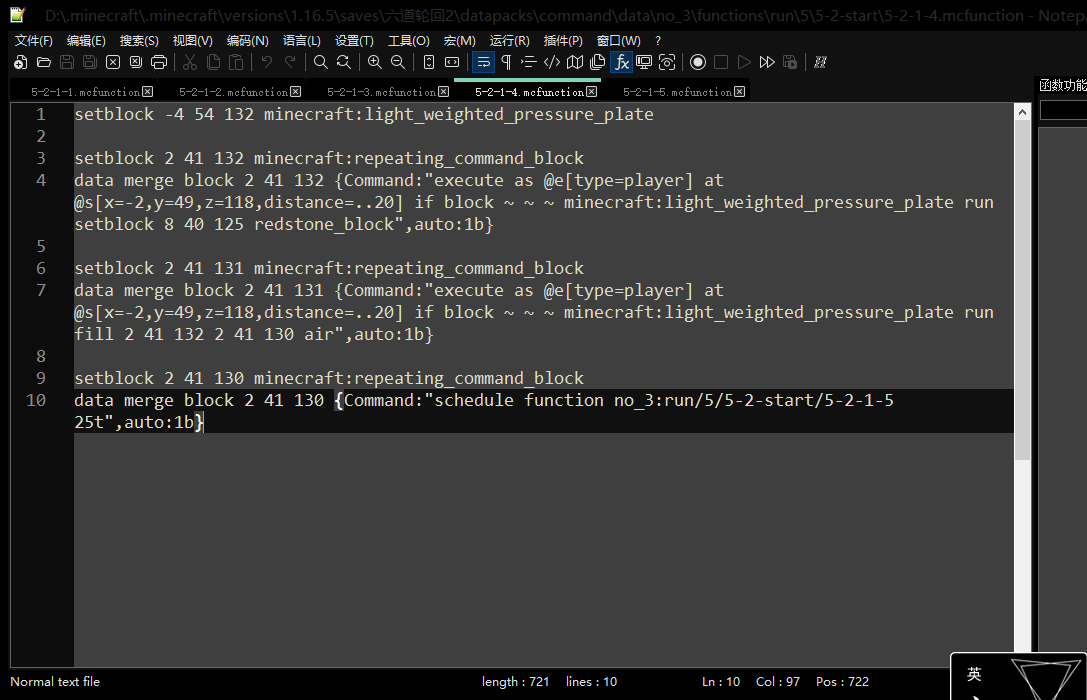 D:\.minecraft\.minecraft\versions\1.16.5\saves\六道轮回2\datapacks\command\data\no_3\functions\run\5\5-2-start\5-2-1-4.mcfunction - Notepa
文件(F) 编辑(E) 搜索(S) 视图(V) 编码(N) 语言(L) 设置(T) 工具(O) 宏(M) 运行(R) 插件(P) 窗口(W) ?
5-2-1-1.mcfunction 5-2-1-2.mcfunction 5-2-1-3.mcfunction 5-2-1-4.mcfunction 5-2-1-5.mcfunction
函数功能
1 setblock -4 54 132 minecraft:light_weighted_pressure_plate
2
3 setblock 2 41 132 minecraft:repeating_command_block
4 data merge block 2 41 132 {Command:"execute as @e[type=player] at
@s[x=-2,y=49,z=118,distance=..20] if block ~ ~ ~ minecraft:light_weighted_pressure_plate run
setblock 8 40 125 redstone_block",auto:1b}
5
6 setblock 2 41 131 minecraft:repeating_command_block
7 data merge block 2 41 131 {Command:"execute as @e[type=player] at
@s[x=-2,y=49,z=118,distance=..20] if block ~ ~ ~ minecraft:light_weighted_pressure_plate run
fill 2 41 132 2 41 130 air",auto:1b}
8
9 setblock 2 41 130 minecraft:repeating_command_block
10 data merge block 2 41 130 {Command:"schedule function no_3:run/5/5-2-start/5-2-1-5
25t",auto:1b}
英
Normal text file length : 721 lines : 10 Ln : 10 Col : 97 Pos : 722